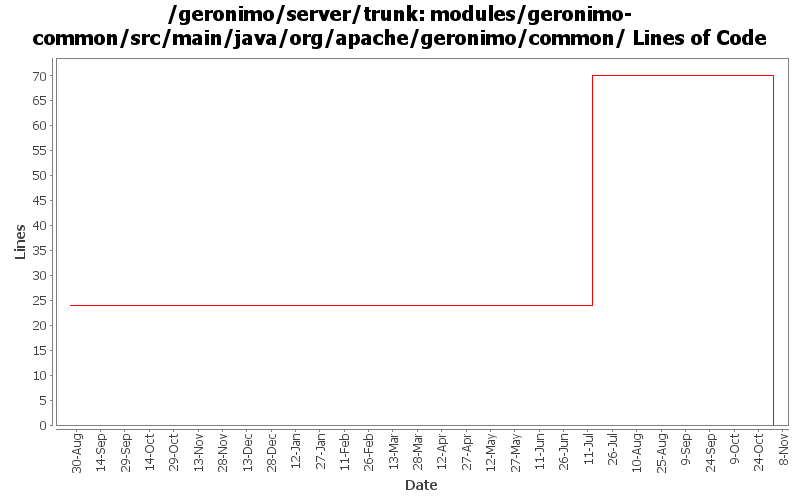 /geronimo/server/trunk: modules/geronimo-
common/src/main/java/org/apache/geronimo/common/ Lines of Code
70
65
60
55
50
45
40
35
30
25
20
15
10
5
0
Lines
30-Aug
14-Sep
29-Sep
14-Oct
29-Oct
13-Nov
28-Nov
13-Dec
28-Dec
12-Jan
27-Jan
11-Feb
26-Feb
13-Mar
28-Mar
12-Apr
27-Apr
12-May
27-May
11-Jun
26-Jun
11-Jul
26-Jul
10-Aug
25-Aug
9-Sep
24-Sep
9-Oct
24-Oct
8-Nov
Date